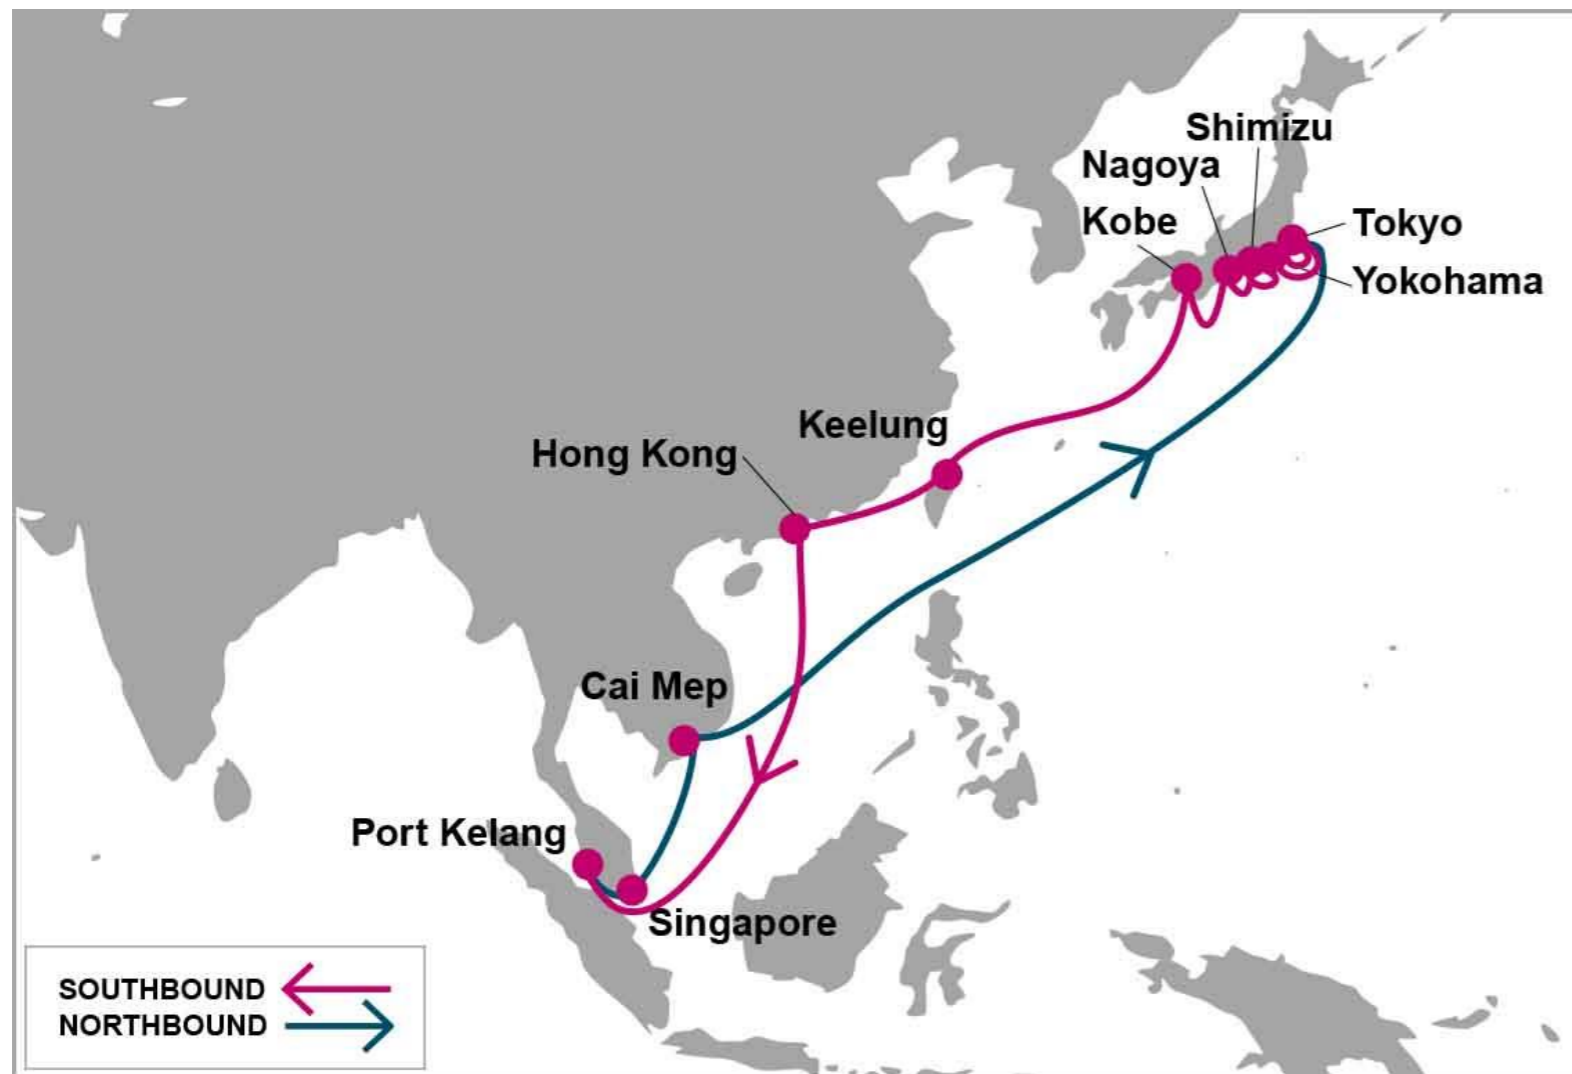 Shimizu
Nagoya
Kobe
Tokyo
Yokohama
Keelung
Hong Kong
Cai Mep
Port Kelang
Singapore
SOUTHBOUND
NORTHBOUND